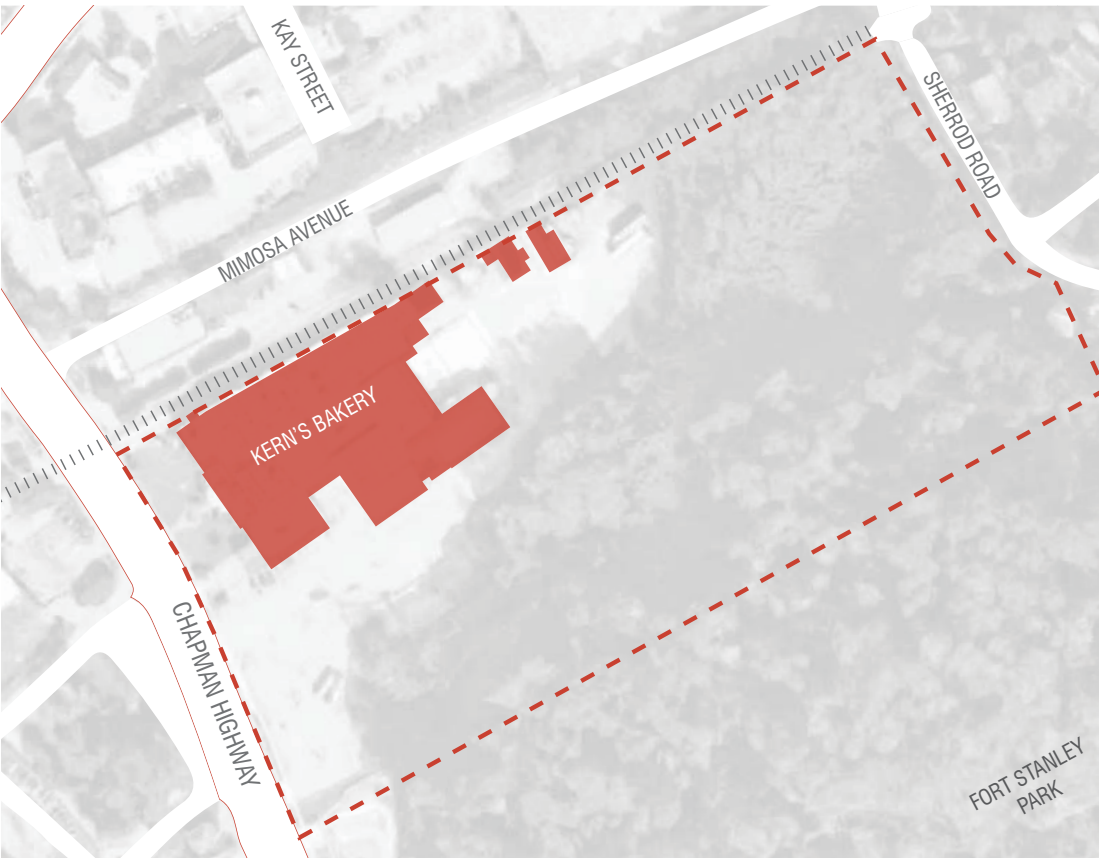 KAY STREET
SHERROD ROAD
MIMOSA AVENUE
KERN'S BAKERY
CHAPMAN HIGHWAY
FORT STANLEY
PARK